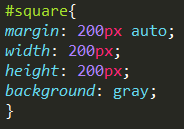 #square{
margin: 200px auto;
width: 200px;
height: 200px;
background: gray;
}